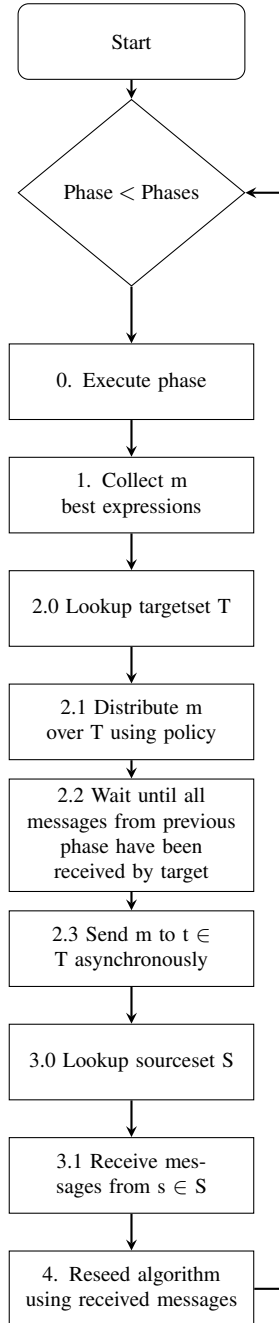 Start
Phase < Phases
0. Execute phase
1. Collect m
best expressions
2.0 Lookup targetset T
2.1 Distribute m
over T using policy
2.2 Wait until all
messages from previous
phase have been
received by target
2.3 Send m to t ∈
T asynchronously
3.0 Lookup sourceset S
3.1 Receive mes-
sages from s ∈ S
4. Reseed algorithm
using received messages